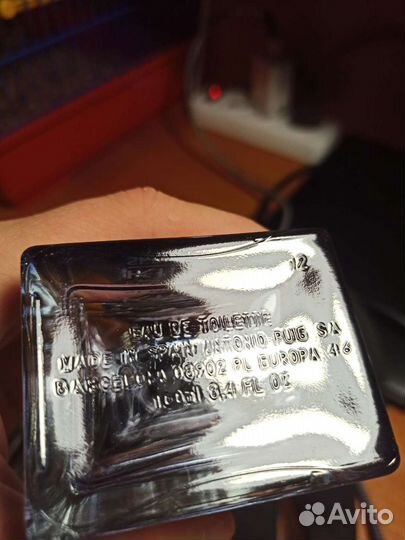 12
EAU DE TOILETTE
MADE IN SPAIN ANTONIO PUIG SA
BARCELONA 08902 PL EUROPA 46
100ml 3.4 FL OZ
Avito